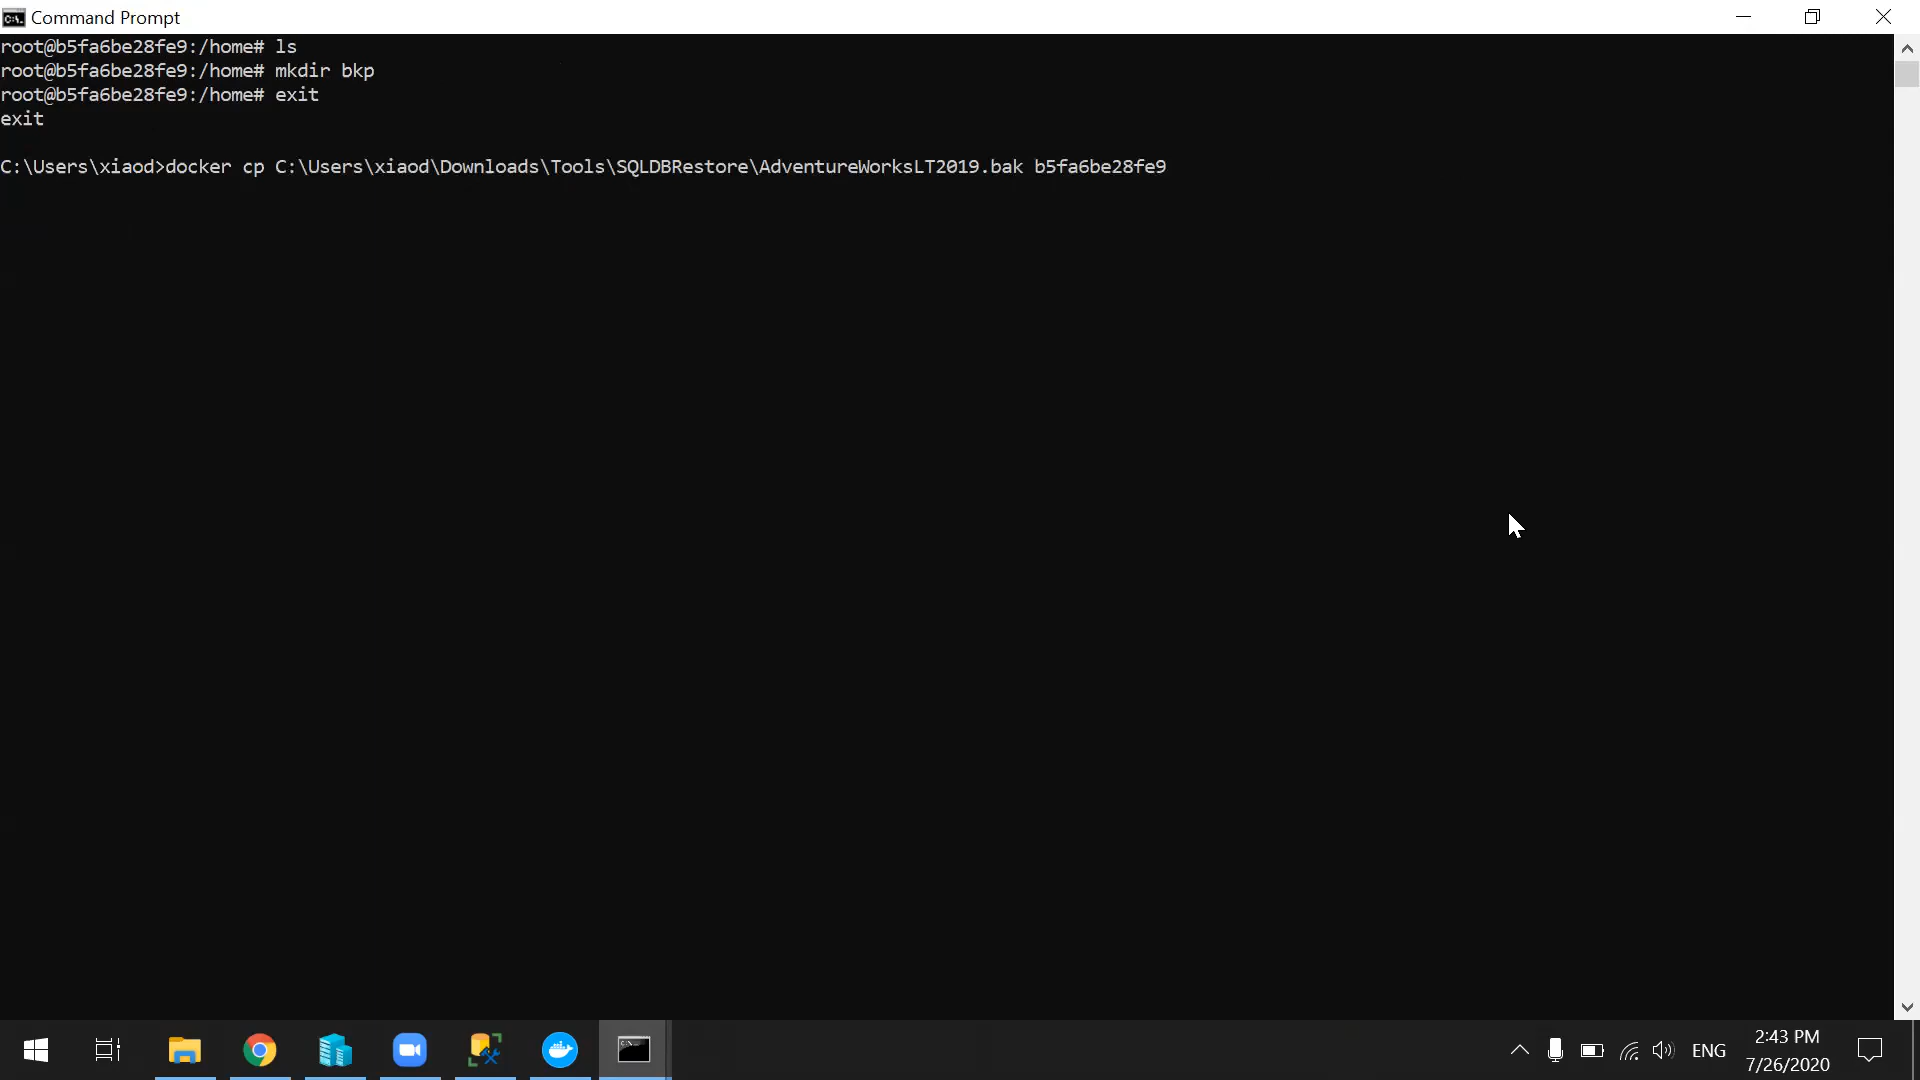 Command Prompt
root@b5fa6be28fe9:/home# ls
root@b5fa6be28fe9:/home# mkdir bkp
root@b5fa6be28fe9:/home# exit
exit
C:\Users\xiaod>docker cp C:\Users\xiaod\Downloads\Tools\SQLDBRestore\AdventureWorksLT2019.bak b5fa6be28fe9
ENG
2:43 PM
7/26/2020